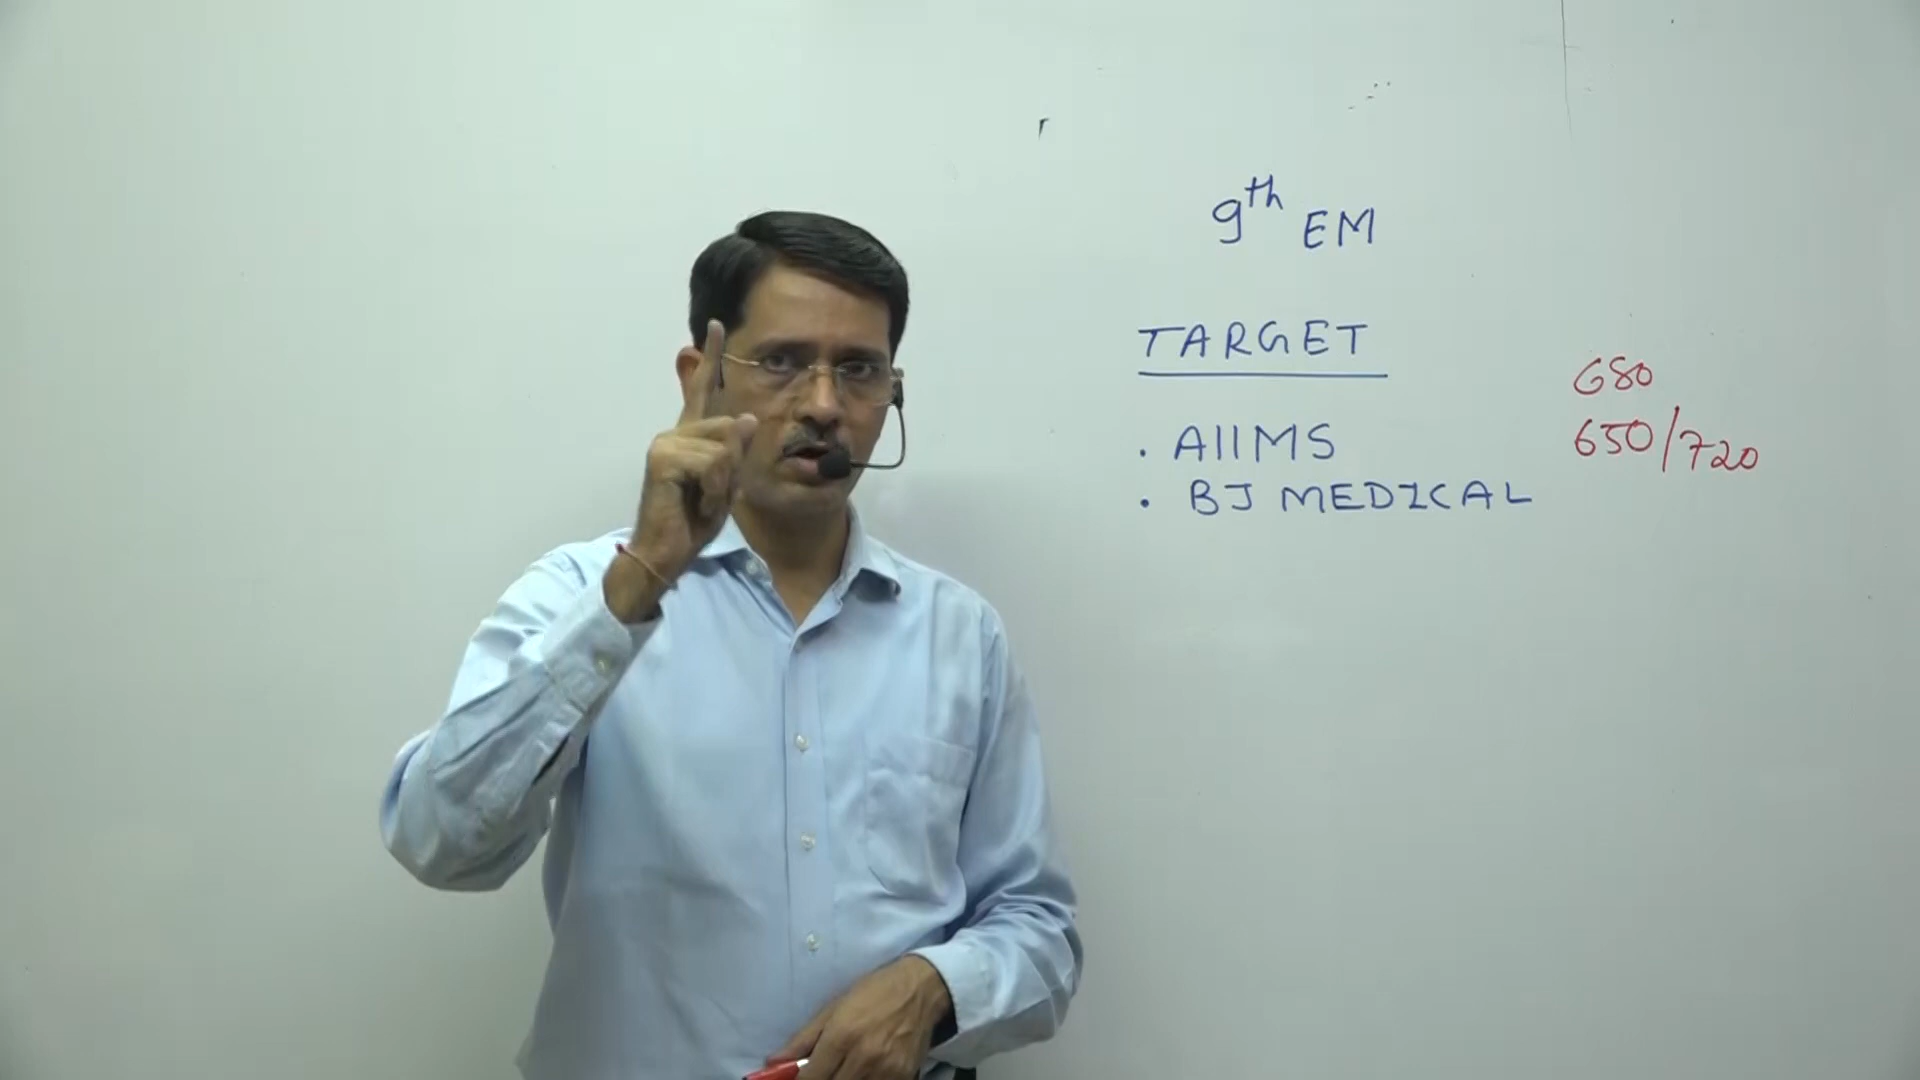 9th EM
TARGET
. AIIMS
. BJ MEDICAL
680
650/720